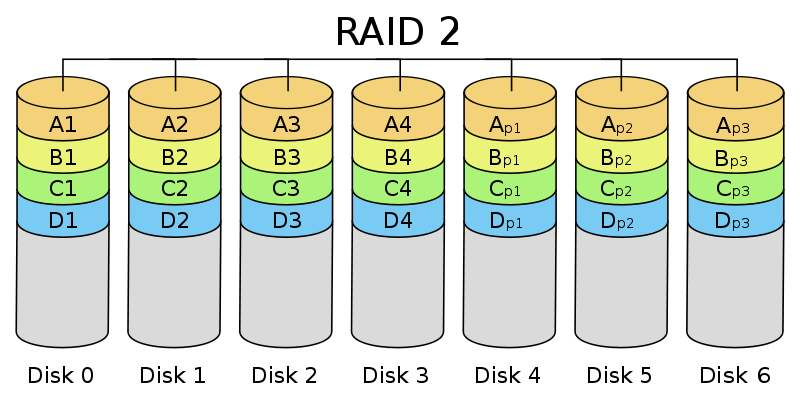 RAID 2
A1 A2 A3 A4 Ap1 Ap2 Ap3
B1 B2 B3 B4 Bp1 Bp2 Bp3
C1 C2 C3 C4 Cp1 Cp2 Cp3
D1 D2 D3 D4 Dp1 Dp2 Dp3
Disk 0 Disk 1 Disk 2 Disk 3 Disk 4 Disk 5 Disk 6